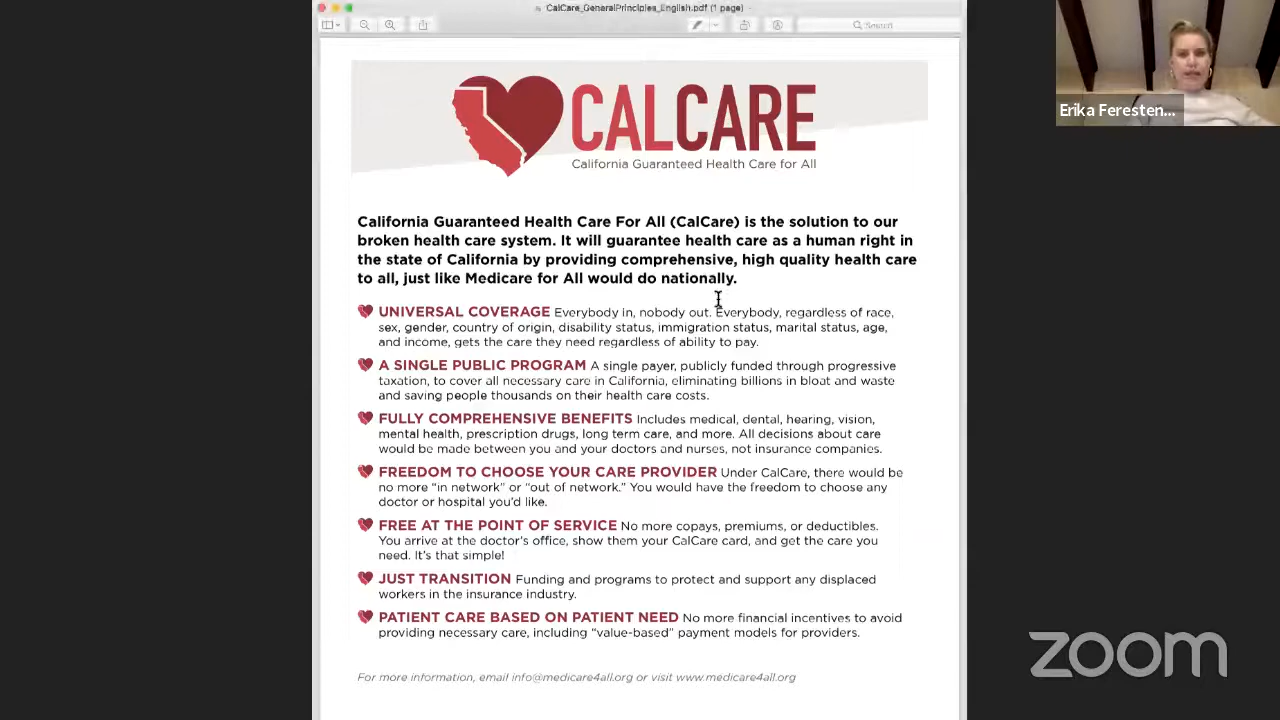 CalCare_GeneralPrinciples_English.pdf (1 page)
Search
Erika Feresten...
CALCARE
California Guaranteed Health Care for All
California Guaranteed Health Care For All (CalCare) is the solution to our
broken health care system. It will guarantee health care as a human right in
the state of California by providing comprehensive, high quality health care
to all, just like Medicare for All would do nationally.
UNIVERSAL COVERAGE Everybody in, nobody out. Everybody, regardless of race,
sex, gender, country of origin, disability status, immigration status, marital status, age,
and income, gets the care they need regardless of ability to pay.
A SINGLE PUBLIC PROGRAM A single payer, publicly funded through progressive
taxation, to cover all necessary care in California, eliminating billions in bloat and waste
and saving people thousands on their health care costs.
FULLY COMPREHENSIVE BENEFITS Includes medical, dental, hearing, vision,
mental health, prescription drugs, long term care, and more. All decisions about care
would be made between you and your doctors and nurses, not insurance companies.
FREEDOM TO CHOOSE YOUR CARE PROVIDER Under CalCare, there would be
no more “in network” or “out of network.” You would have the freedom to choose any
doctor or hospital you’d like.
FREE AT THE POINT OF SERVICE No more copays, premiums, or deductibles.
You arrive at the doctor’s office, show them your CalCare card, and get the care you
need. It’s that simple!
JUST TRANSITION Funding and programs to protect and support any displaced
workers in the insurance industry.
PATIENT CARE BASED ON PATIENT NEED No more financial incentives to avoid
providing necessary care, including “value-based” payment models for providers.
For more information, email info@medicare4all.org or visit www.medicare4all.org
zoom